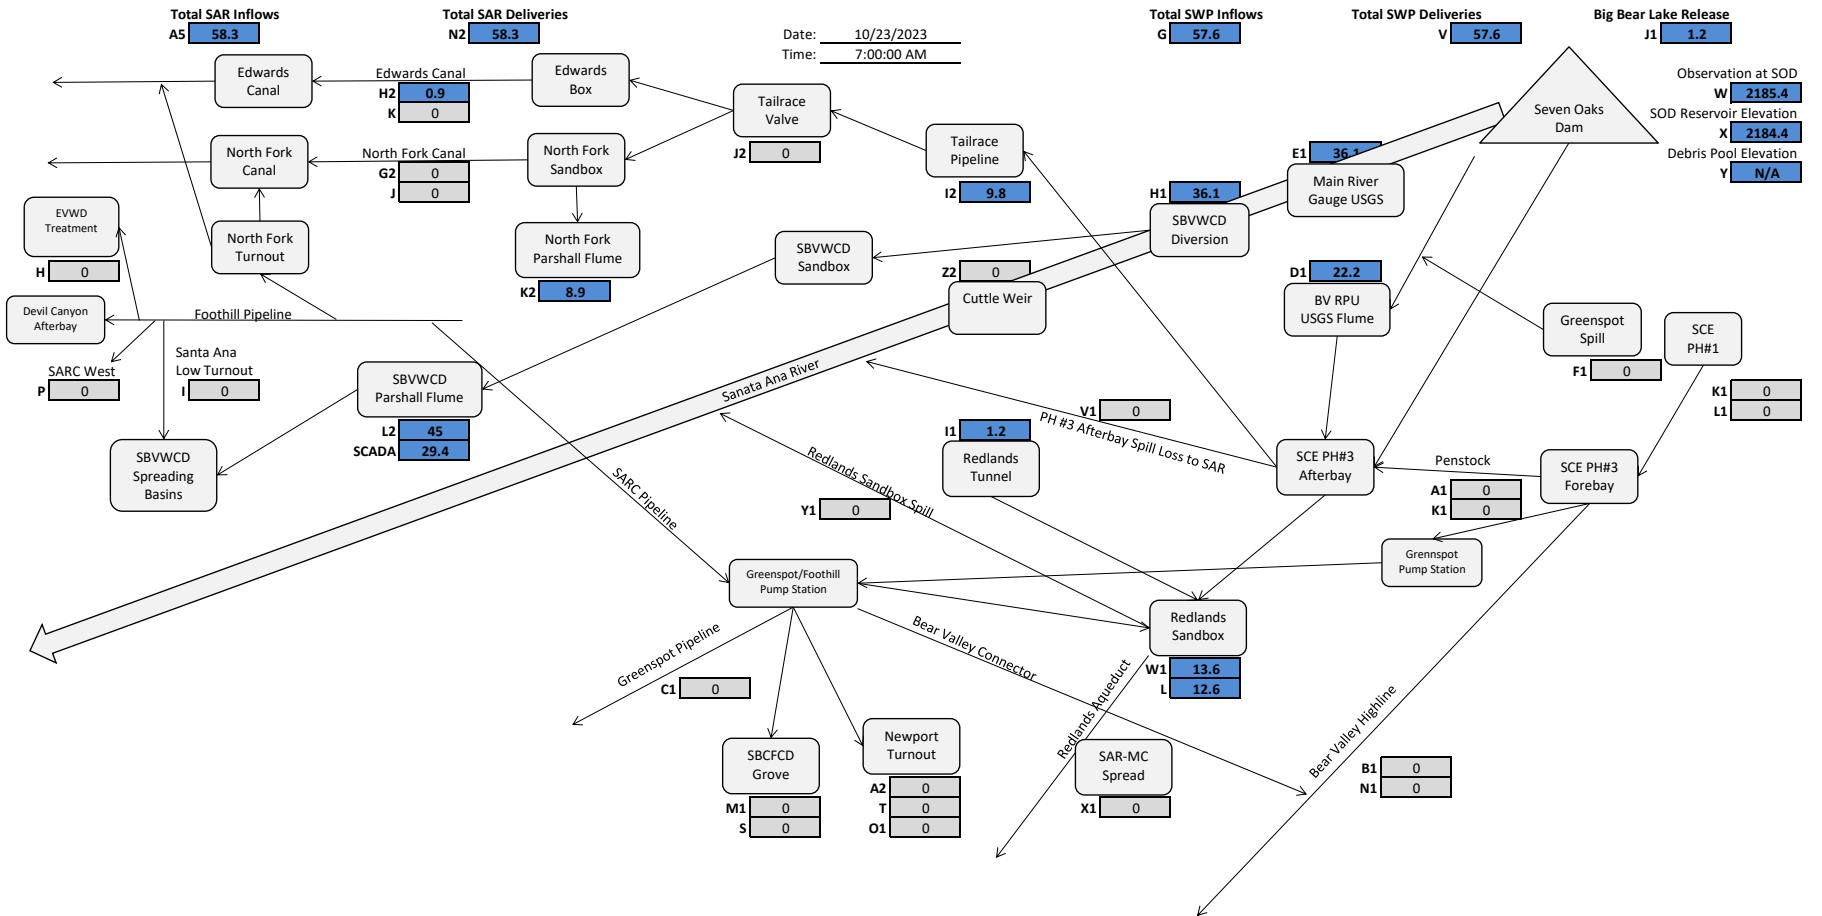 Total SAR Inflows
A5 58.3
Total SAR Deliveries
N2 58.3
Date: 10/23/2023
Time: 7:00:00 AM
Total SWP Inflows
G 57.6
Total SWP Deliveries
V 57.6
Big Bear Lake Release
J1 1.2
Observation at SOD
W 2185.4
SOD Reservoir Elevation
X 2184.4
Debris Pool Elevation
Y N/A
Seven Oaks
Dam
Edwards
Canal
Edwards Canal
H2 0.9
K 0
Edwards
Box
Tailrace
Valve
J2 0
Tailrace
Pipeline
I2 9.8
E1 36.1
Main River
Gauge USGS
H1 36.1
SBVWCD
Diversion
North Fork
Canal
North Fork Canal
G2 0
J 0
North Fork
Sandbox
EVWD
Treatment
H 0
North Fork
Turnout
North Fork
Parshall Flume
K2 8.9
SBVWCD
Sandbox
Z2 0
Cuttle Weir
D1 22.2
BV RPU
USGS Flume
Greenspot
Spill
F1 0
SCE
PH#1
K1 0
L1 0
Devil Canyon
Afterbay
Foothill Pipeline
SARC West
P 0
Santa Ana
Low Turnout
I 0
SBVWCD
Parshall Flume
L2 45
SCADA 29.4
SBVWCD
Spreading
Basins
Sanata Ana River
V1 0
PH #3 Afterbay Spill Loss to SAR
I1 1.2
Redlands
Tunnel
SCE PH#3
Afterbay
Penstock
A1 0
K1 0
SCE PH#3
Forebay
Redlands Sandbox Spill
Y1 0
SARC Pipeline
Grennspot
Pump Station
Greenspot/Foothill
Pump Station
Redlands
Sandbox
W1 13.6
L 12.6
Greenspot Pipeline
C1 0
Bear Valley Connector
Redlands Aqueduct
Bear Valley Highline
SBCFCD
Grove
M1 0
S 0
Newport
Turnout
A2 0
T 0
O1 0
SAR-MC
Spread
X1 0
B1 0
N1 0